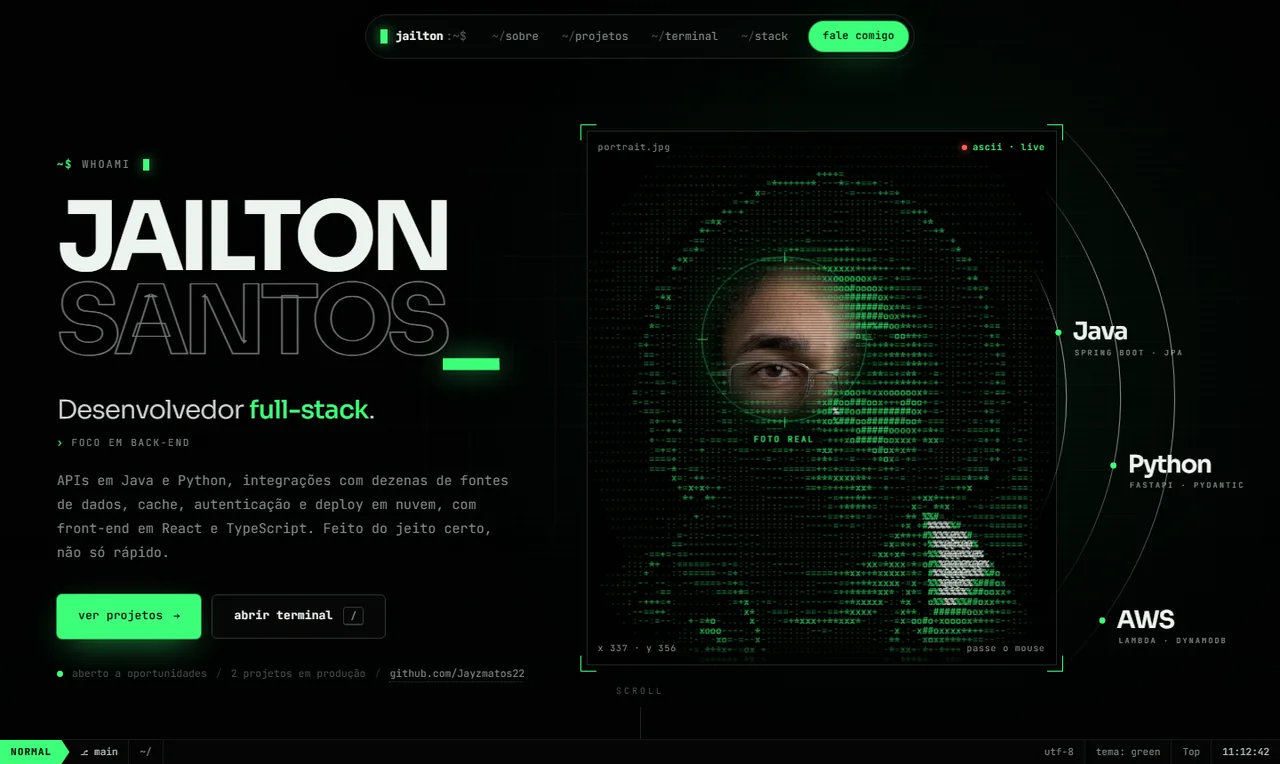 jailton:~$ ~/sobre ~/projetos ~/terminal ~/stack fale comigo
~$ WHOAMI
JAILTON
SANTOS
Desenvolvedor full-stack.
› FOCO EM BACK-END
APIs em Java e Python, integrações com dezenas de fontes
de dados, cache, autenticação e deploy em nuvem, com
front-end em React e TypeScript. Feito do jeito certo,
não só rápido.
ver projetos →
abrir terminal /
aberto a oportunidades / 2 projetos em produção / github.com/Jayzmatos22
portrait.jpg
ascii · live
FOTO REAL
x 337 · y 356
passe o mouse
Java
SPRING BOOT · JPA
Python
FASTAPI · PYDANTIC
AWS
LAMBDA · DYNAMODB
SCROLL
NORMAL main ~/
utf-8 tema: green Top 11:12:42